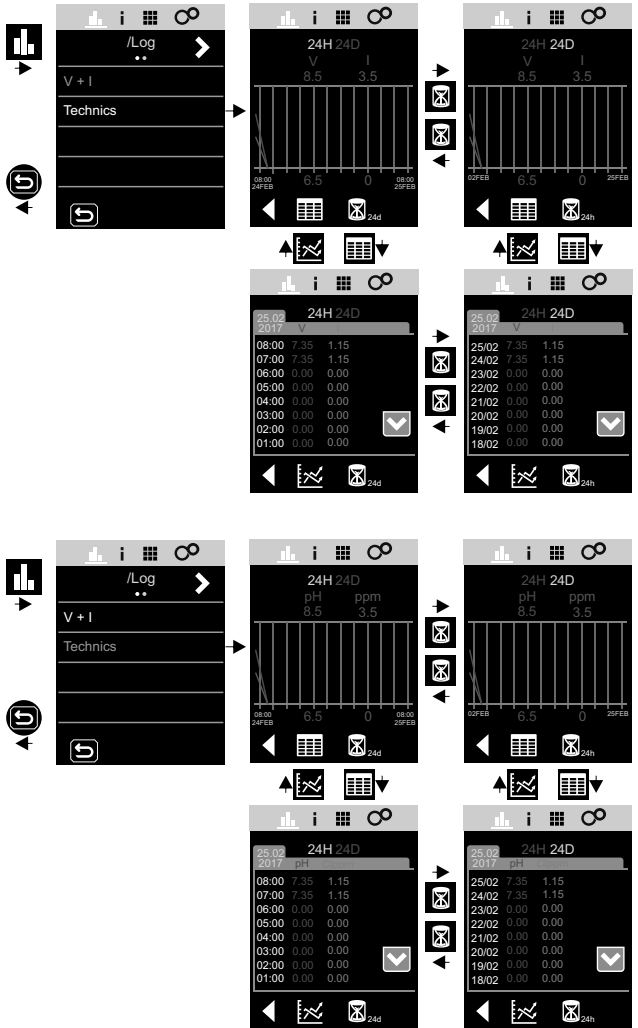 /Log
V + I
Technics
24H 24D
V I
8.5 3.5
08:00 24FEB
6.5 0
08:00 25FEB
24d
24H 24D
V I
8.5 3.5
02FEB
6.5 0
25FEB
24h
25.02 2017
24H 24D
V
08:00 7.35 1.15
07:00 7.35 1.15
06:00 0.00 0.00
05:00 0.00 0.00
04:00 0.00 0.00
03:00 0.00 0.00
02:00 0.00 0.00
01:00 0.00 0.00
24d
25.02 2017
24H 24D
V
25/02 7.35 1.15
24/02 7.35 1.15
23/02 0.00 0.00
22/02 0.00 0.00
21/02 0.00 0.00
20/02 0.00 0.00
19/02 0.00 0.00
18/02 0.00 0.00
24h
/Log
V + I
Technics
24H 24D
pH ppm
8.5 3.5
08:00 24FEB
6.5 0
08:00 25FEB
24d
24H 24D
pH ppm
8.5 3.5
02FEB
6.5 0
25FEB
24h
25.02 2017
24H 24D
pH
08:00 7.35 1.15
07:00 7.35 1.15
06:00 0.00 0.00
05:00 0.00 0.00
04:00 0.00 0.00
03:00 0.00 0.00
02:00 0.00 0.00
01:00 0.00 0.00
24d
25.02 2017
24H 24D
pH
25/02 7.35 1.15
24/02 7.35 1.15
23/02 0.00 0.00
22/02 0.00 0.00
21/02 0.00 0.00
20/02 0.00 0.00
19/02 0.00 0.00
18/02 0.00 0.00
24h